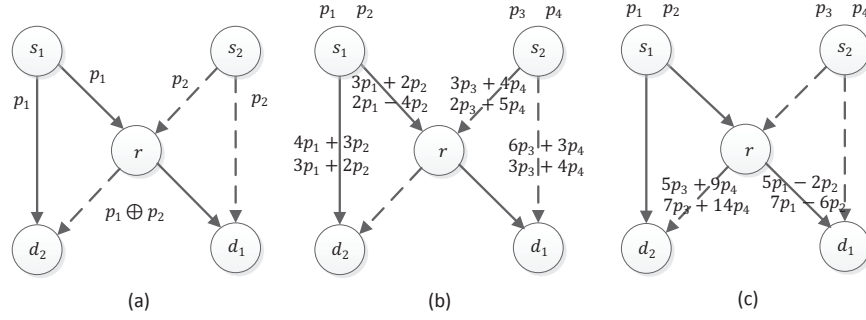 s₁
s₂
p₁
p₂
p₁
p₂
r
p₁ ⊕ p₂
d₂
d₁
(a)
p₁ p₂
p₃ p₄
s₁
s₂
3p₁ + 2p₂
2p₁ − 4p₂
3p₃ + 4p₄
2p₃ + 5p₄
r
4p₁ + 3p₂
3p₁ + 2p₂
6p₃ + 3p₄
3p₃ + 4p₄
d₂
d₁
(b)
p₁ p₂
p₃ p₄
s₁
s₂
r
5p₃ + 9p₄
7p₃ + 14p₄
5p₁ − 2p₂
7p₁ − 6p₂
d₂
d₁
(c)